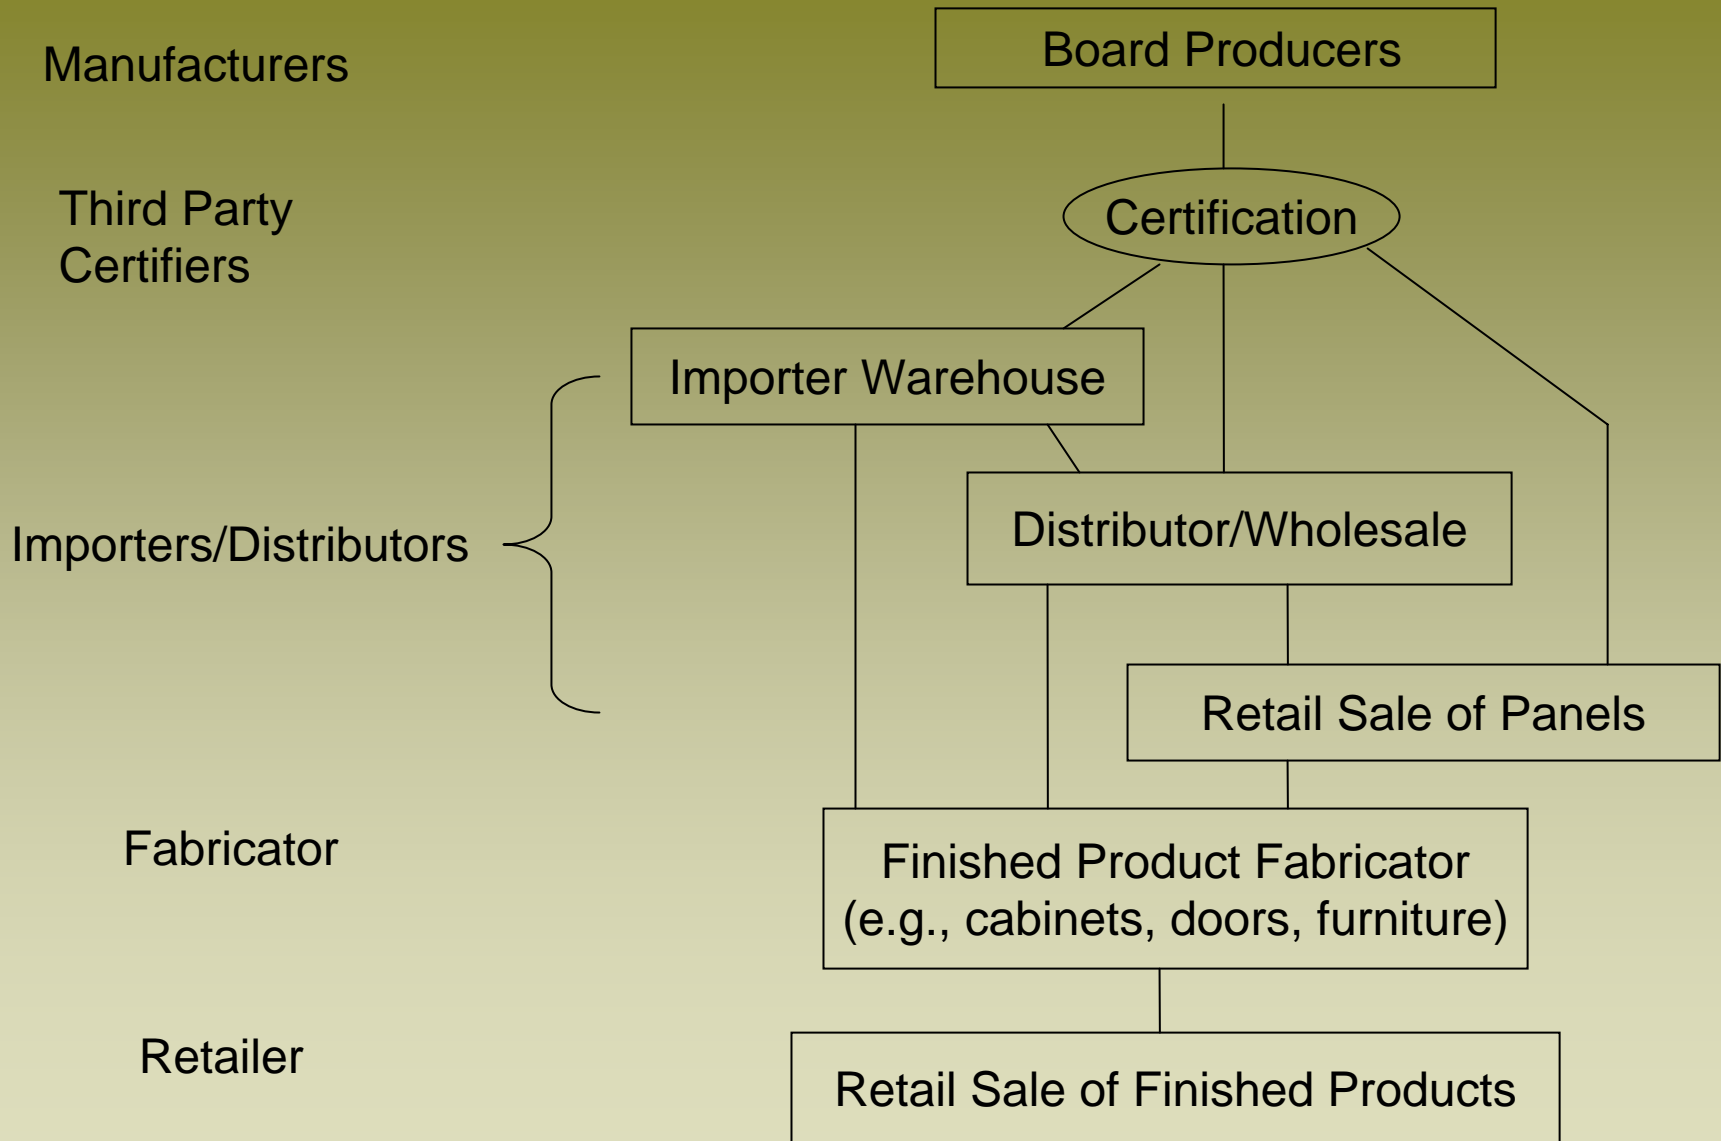 Manufacturers
Board Producers
Third Party
Certifiers
Certification
Importer Warehouse
Importers/Distributors
Distributor/Wholesale
Retail Sale of Panels
Fabricator
Finished Product Fabricator
(e.g., cabinets, doors, furniture)
Retailer
Retail Sale of Finished Products